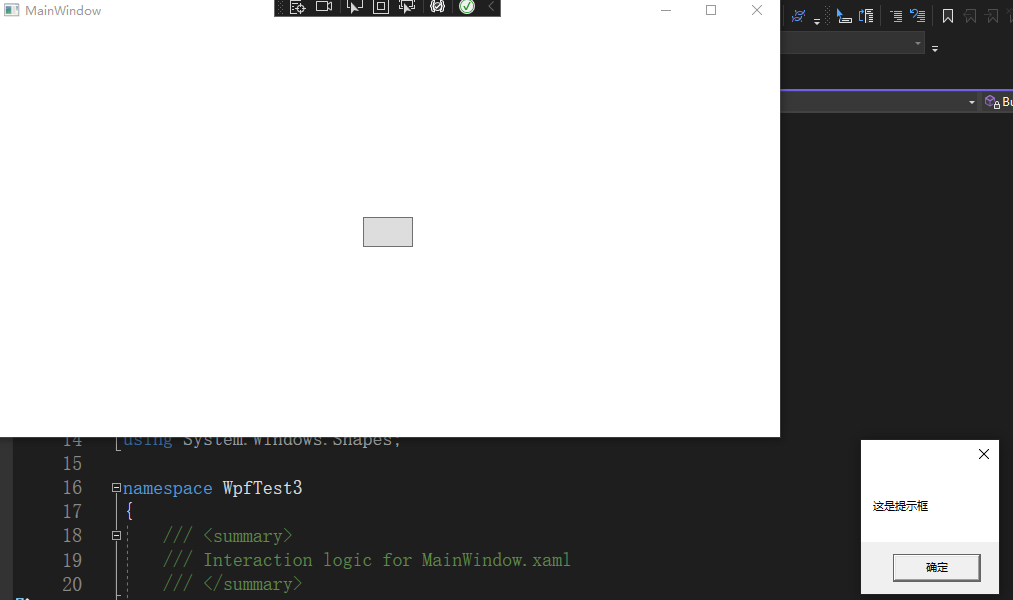 MainWindow
14 using System.Windows.Shapes;
15
16 namespace WpfTest3
17 {
18 /// <summary>
19 /// Interaction logic for MainWindow.xaml
20 /// </summary>
这是提示框
确定